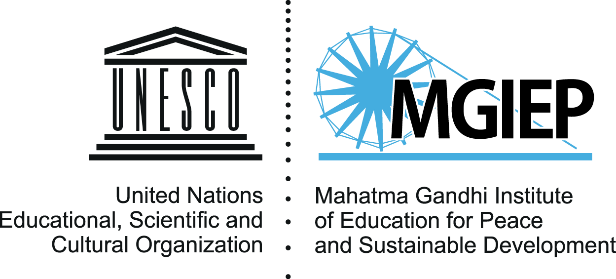 UNESCO
United Nations
Educational, Scientific and
Cultural Organization
MGIEP
Mahatma Gandhi Institute
of Education for Peace
and Sustainable Development